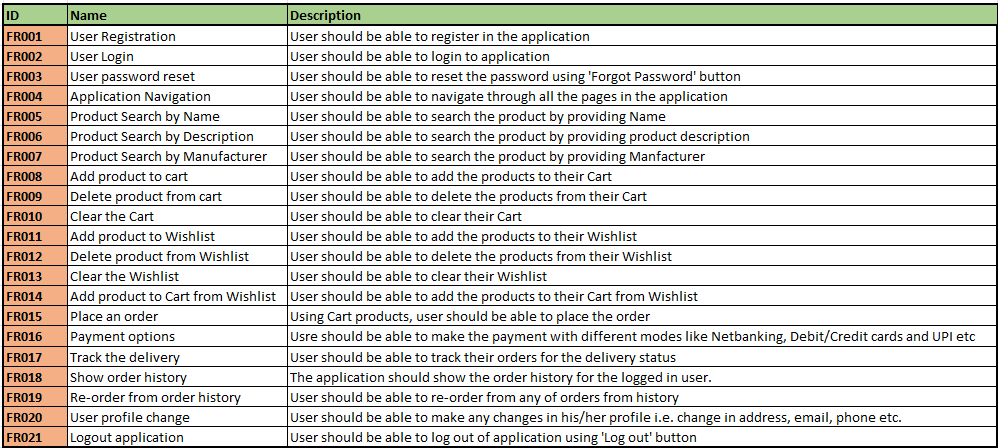 ID Name Description
FR001 User Registration User should be able to register in the application
FR002 User Login User should be able to login to application
FR003 User password reset User should be able to reset the password using 'Forgot Password' button
FR004 Application Navigation User should be able to navigate through all the pages in the application
FR005 Product Search by Name User should be able to search the product by providing Name
FR006 Product Search by Description User should be able to search the product by providing product description
FR007 Product Search by Manufacturer User should be able to search the product by providing Manfacturer
FR008 Add product to cart User should be able to add the products to their Cart
FR009 Delete product from cart User should be able to delete the products from their Cart
FR010 Clear the Cart User should be able to clear their Cart
FR011 Add product to Wishlist User should be able to add the products to their Wishlist
FR012 Delete product from Wishlist User should be able to delete the products from their Wishlist
FR013 Clear the Wishlist User should be able to clear their Wishlist
FR014 Add product to Cart from Wishlist User should be able to add the products to their Cart from Wishlist
FR015 Place an order Using Cart products, user should be able to place the order
FR016 Payment options Usre should be able to make the payment with different modes like Netbanking, Debit/Credit cards and UPI etc
FR017 Track the delivery User should be able to track their orders for the delivery status
FR018 Show order history The application should show the order history for the logged in user.
FR019 Re-order from order history User should be able to re-order from any of orders from history
FR020 User profile change User should be able to make any changes in his/her profile i.e. change in address, email, phone etc.
FR021 Logout application User should be able to log out of application using 'Log out' button